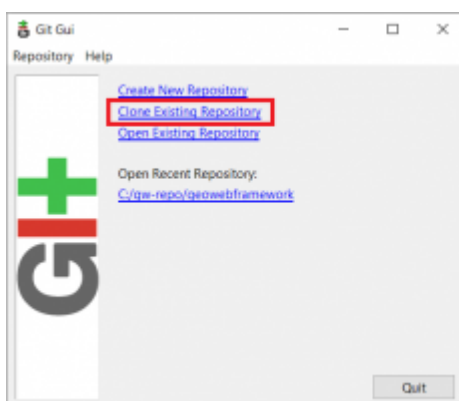 Git Gui
Repository Help
Create New Repository
Clone Existing Repository
Open Existing Repository
Open Recent Repository:
C:/gw-repo/geowebframework
GIT
Quit